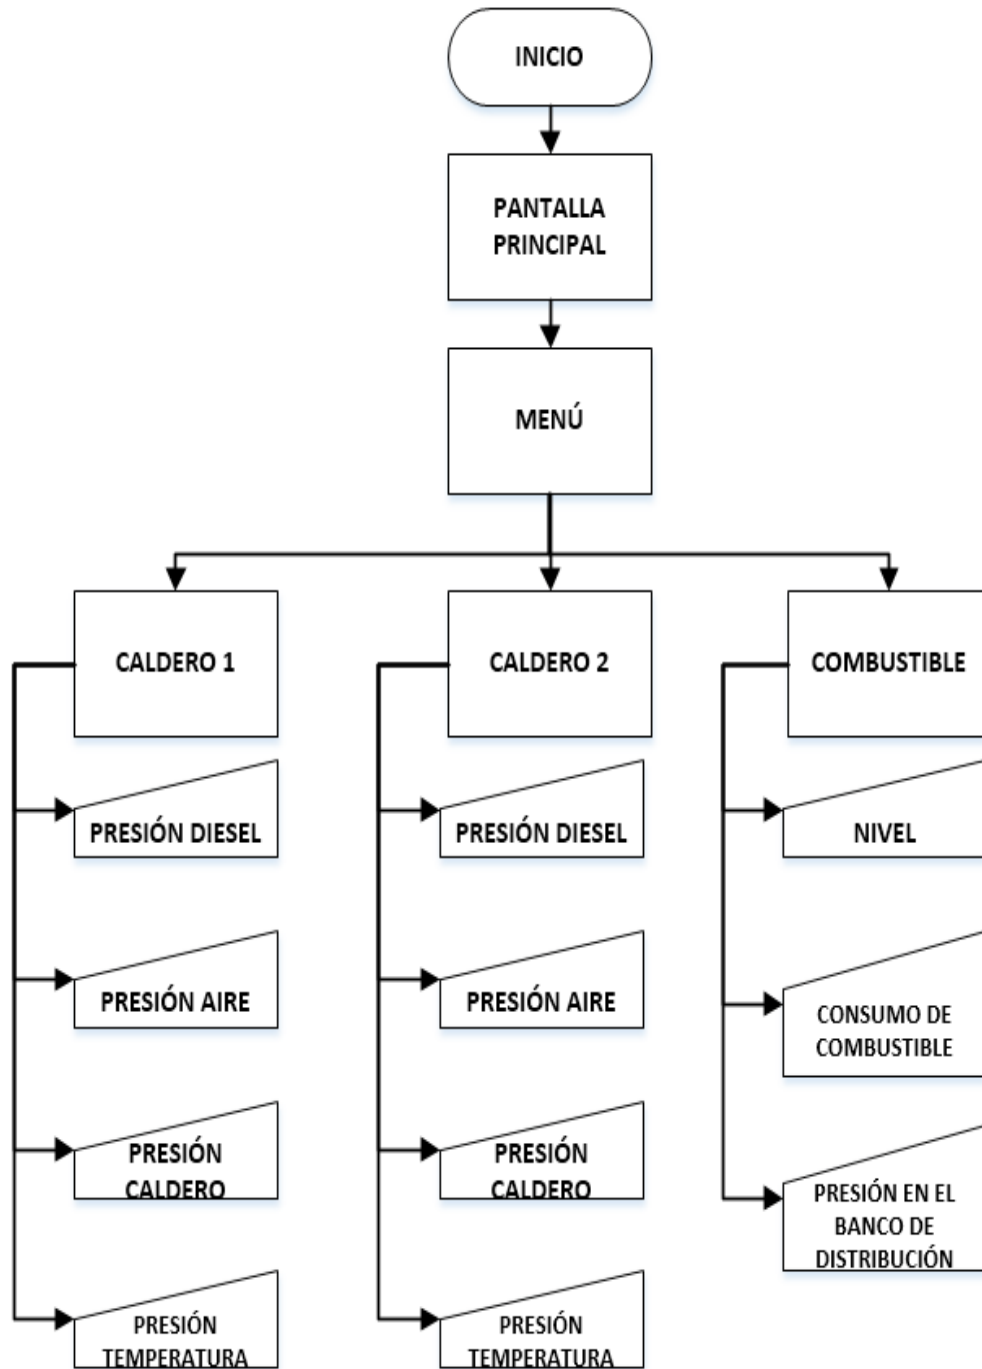 INICIO
PANTALLA
PRINCIPAL
MENÚ
CALDERO 1
CALDERO 2
COMBUSTIBLE
PRESIÓN DIESEL
PRESIÓN DIESEL
NIVEL
PRESIÓN AIRE
PRESIÓN AIRE
CONSUMO DE
COMBUSTIBLE
PRESIÓN
CALDERO
PRESIÓN
CALDERO
PRESIÓN EN EL
BANCO DE
DISTRIBUCIÓN
PRESIÓN
TEMPERATURA
PRESIÓN
TEMPERATURA